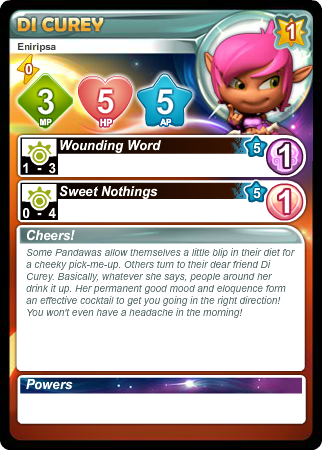 DI CUREY
1
Eniripsa
0
3
MP
5
HP
5
AP
Wounding Word
5
1
1 - 3
Sweet Nothings
5
1
0 - 4
Cheers!
Some Pandawas allow themselves a little blip in their diet for
a cheeky pick-me-up. Others turn to their dear friend Di
Curey. Basically, whatever she says, people around her
drink it up. Her permanent good mood and eloquence form
an effective cocktail to get you going in the right direction!
You won't even have a headache in the morning!
Powers